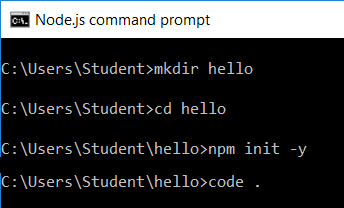 Node.js command prompt
C:\Users\Student>mkdir hello
C:\Users\Student>cd hello
C:\Users\Student\hello>npm init -y
C:\Users\Student\hello>code .